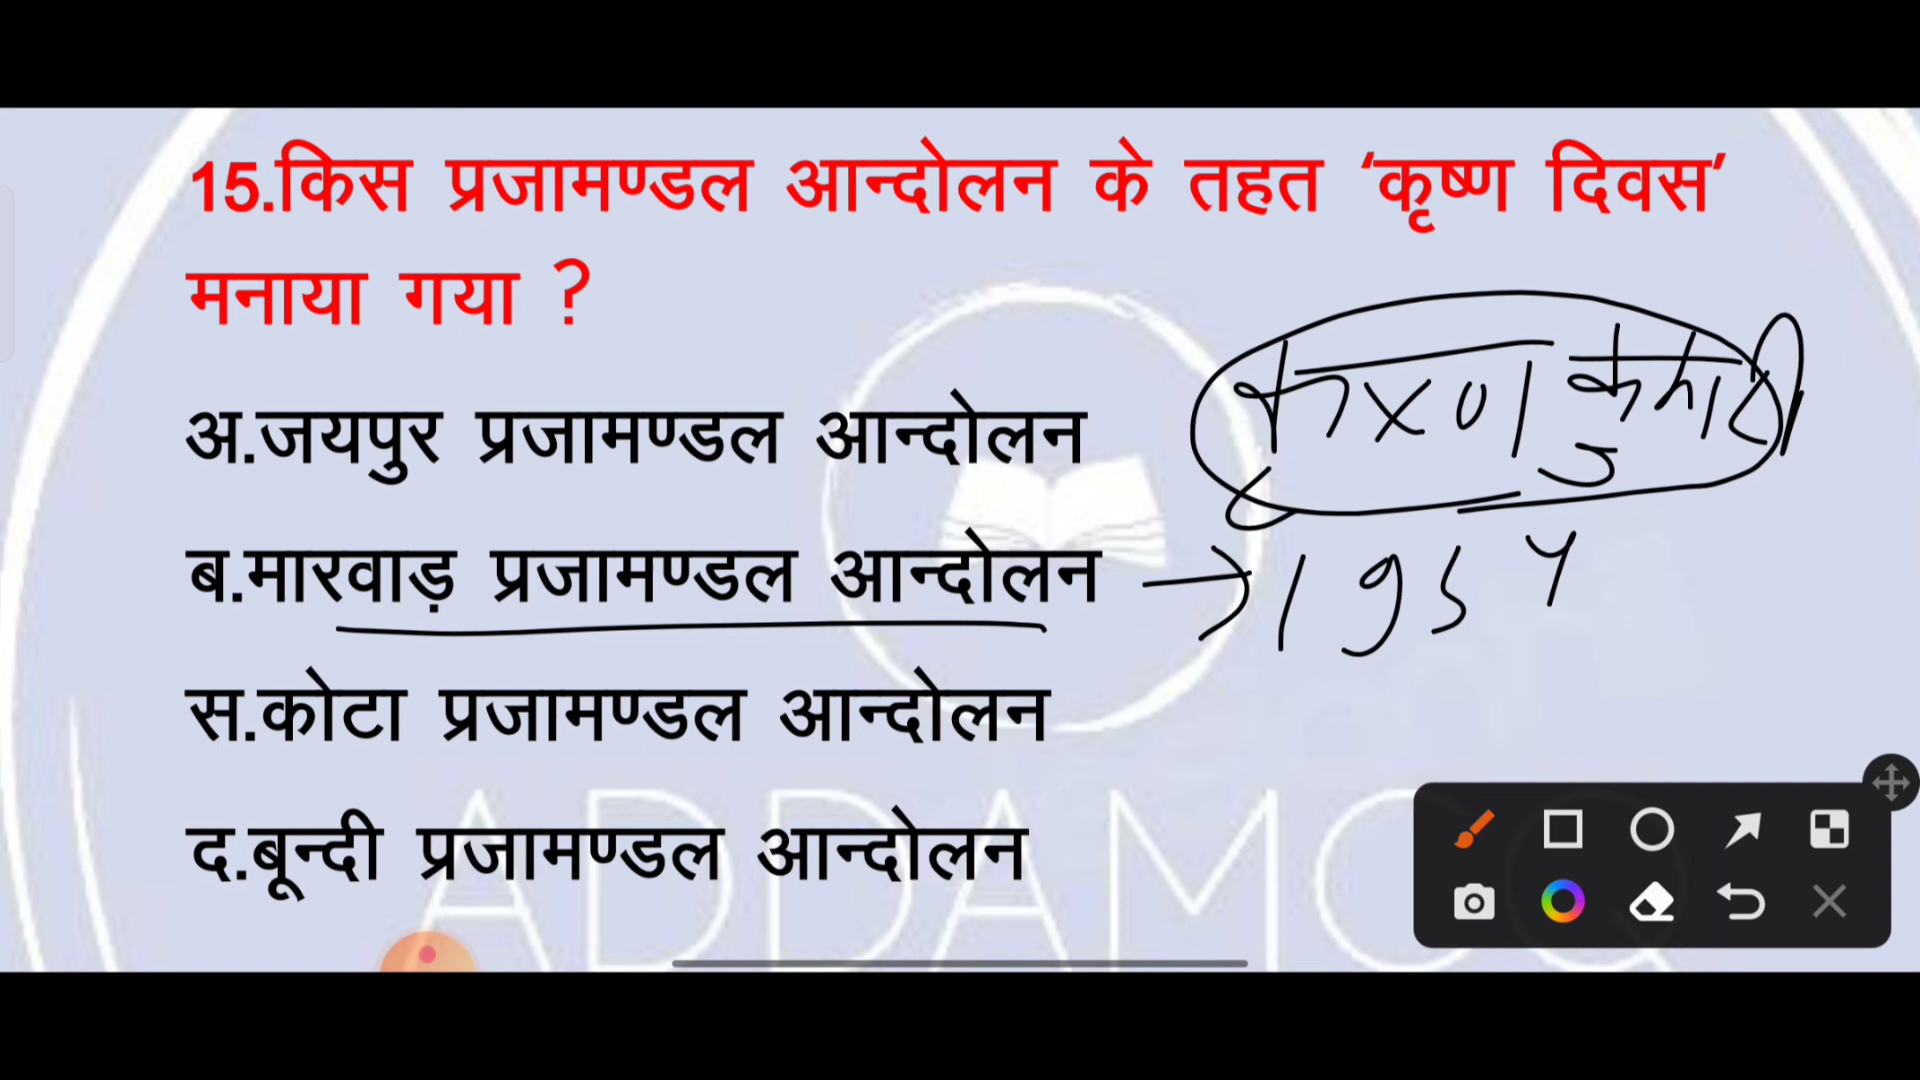 15.किस प्रजामण्डल आन्दोलन के तहत ‘कृष्ण दिवस’
मनाया गया ?
अ.जयपुर प्रजामण्डल आन्दोलन
कृष्णा कुमारी
ब.मारवाड़ प्रजामण्डल आन्दोलन
स.कोटा प्रजामण्डल आन्दोलन
द.बून्दी प्रजामण्डल आन्दोलन
ADDAMCQ